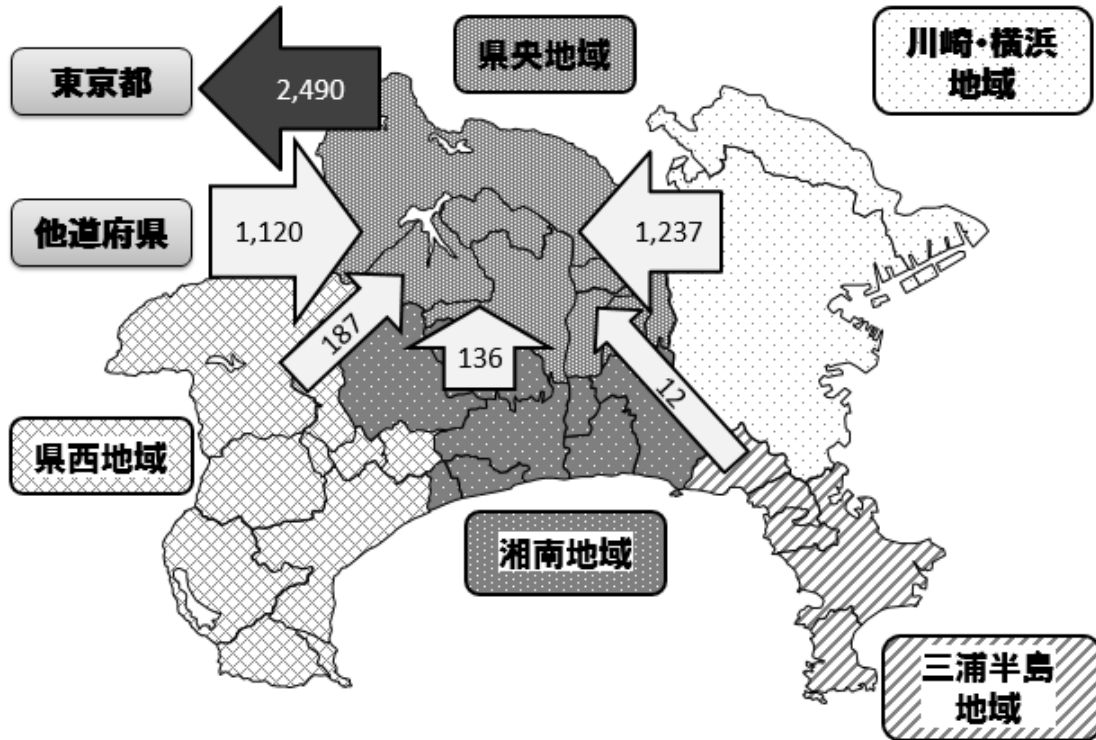 東京都
2,490
県央地域
川崎・横浜
地域
他道府県
1,120
1,237
187
136
12
県西地域
湘南地域
三浦半島
地域